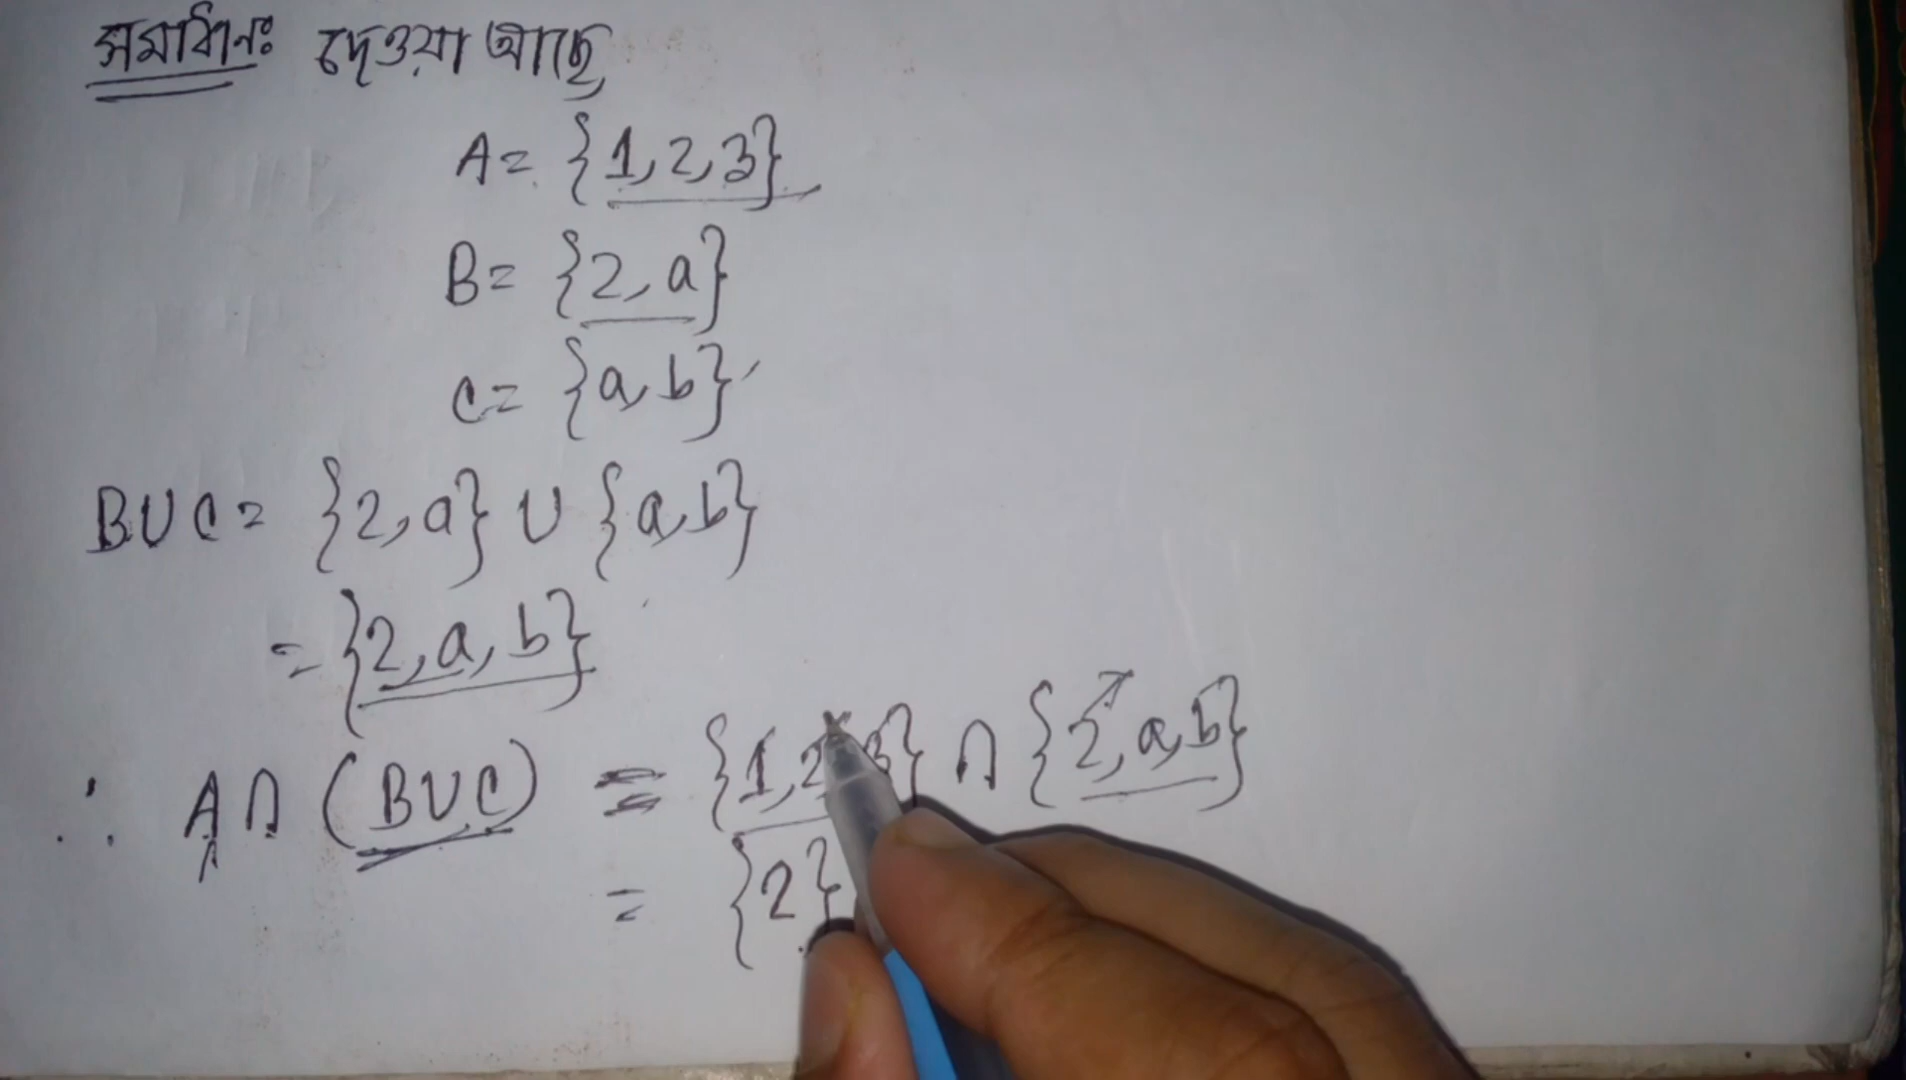 সমাধানঃ দেওয়া আছে
A = {1, 2, 3}
B = {2, a}
C = {a, b}
B∪C = {2, a} ∪ {a, b}
= {2, a, b}
∴ A∩(B∪C) = {1, 2, 3} ∩ {2, a, b}
= {2}